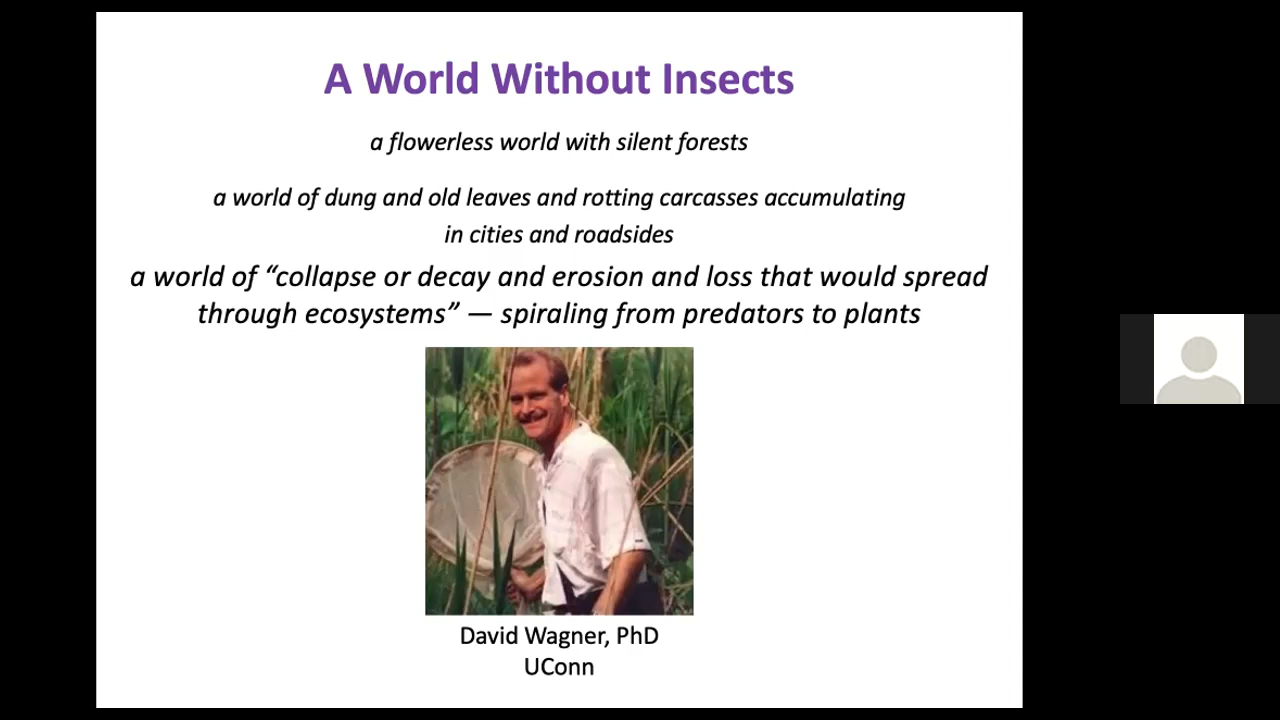 A World Without Insects
a flowerless world with silent forests
a world of dung and old leaves and rotting carcasses accumulating
in cities and roadsides
a world of “collapse or decay and erosion and loss that would spread
through ecosystems” — spiraling from predators to plants
David Wagner, PhD
UConn